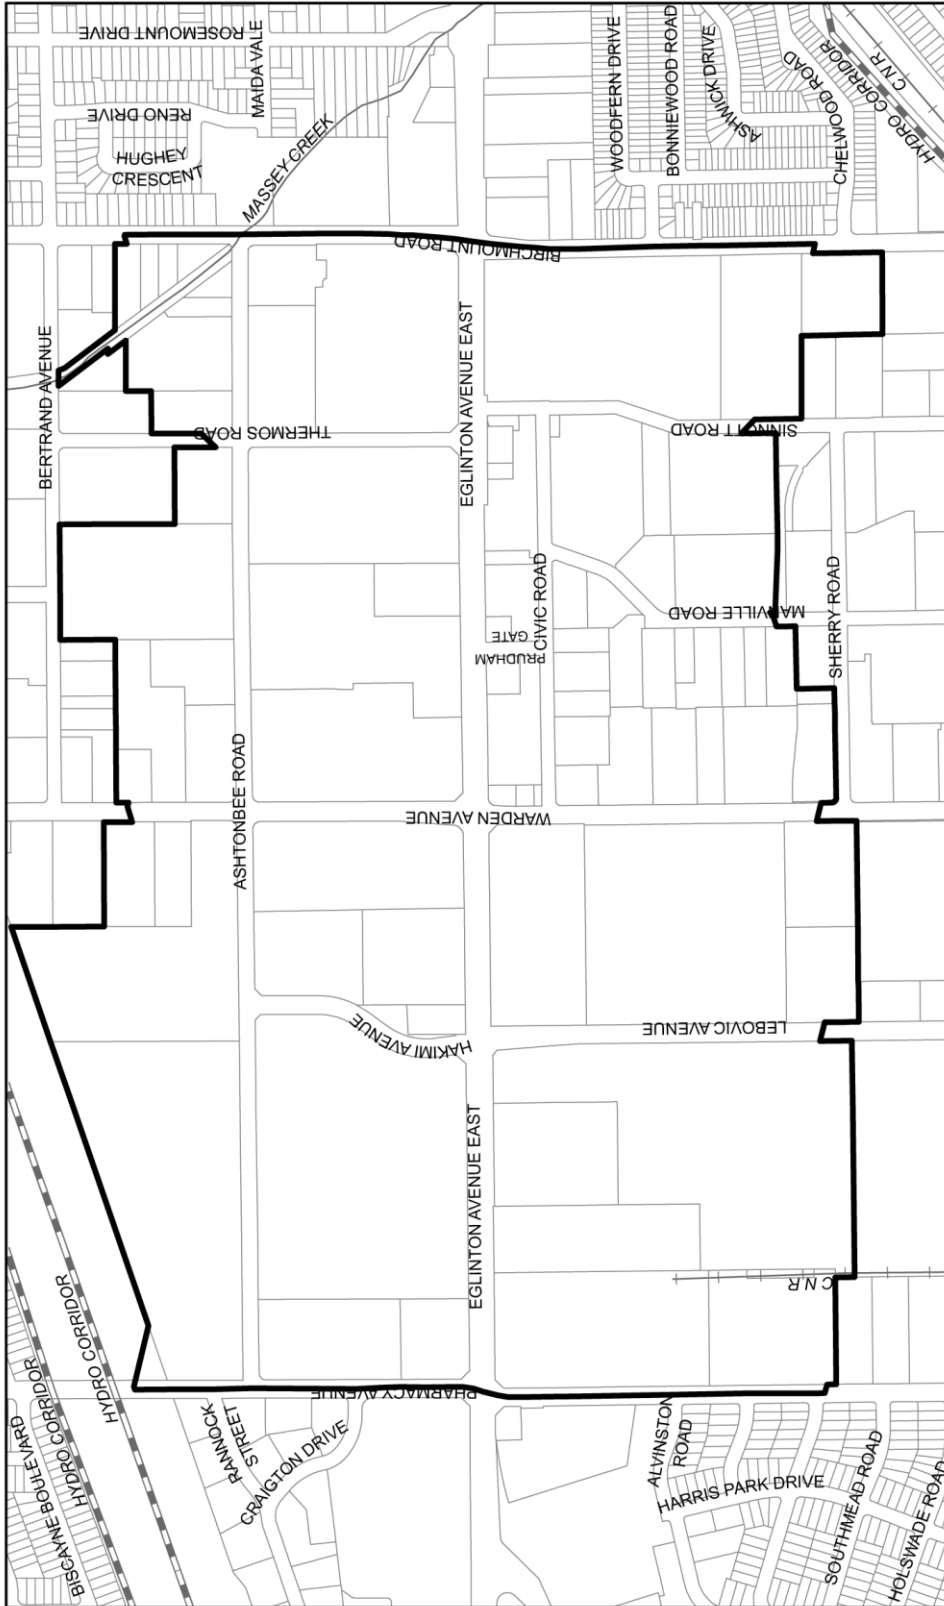 ROSEMOUNT DRIVE
MAIDAVALE
RENO DRIVE
HUGHEY
CRESCENT
MASSEY CREEK
WOODFERN DRIVE
BONNIEWOOD ROAD
ASHWICK DRIVE
CHELWOOD ROAD
HYDRO CORRIDOR
C N R
BIRCHMOUNT ROAD
BERTRAND AVENUE
THERMOS ROAD
EGLINTON AVENUE EAST
SINNOTT ROAD
CIVIC ROAD
PRUDHAM
GATE
MANVILLE ROAD
SHERRY ROAD
ASHTONBEE ROAD
WARDEN AVENUE
HAKIMI AVENUE
LEBOVIC AVENUE
EGLINTON AVENUE EAST
C N R
PHARMACY AVENUE
HYDRO CORRIDOR
HYDRO CORRIDOR
BISCAYNE BOULEVARD
RANNOCK
STREET
CRAIGTON DRIVE
ALVINSTON
ROAD
HARRIS PARK DRIVE
SOUTHMEAD ROAD
HOLSWADE ROAD